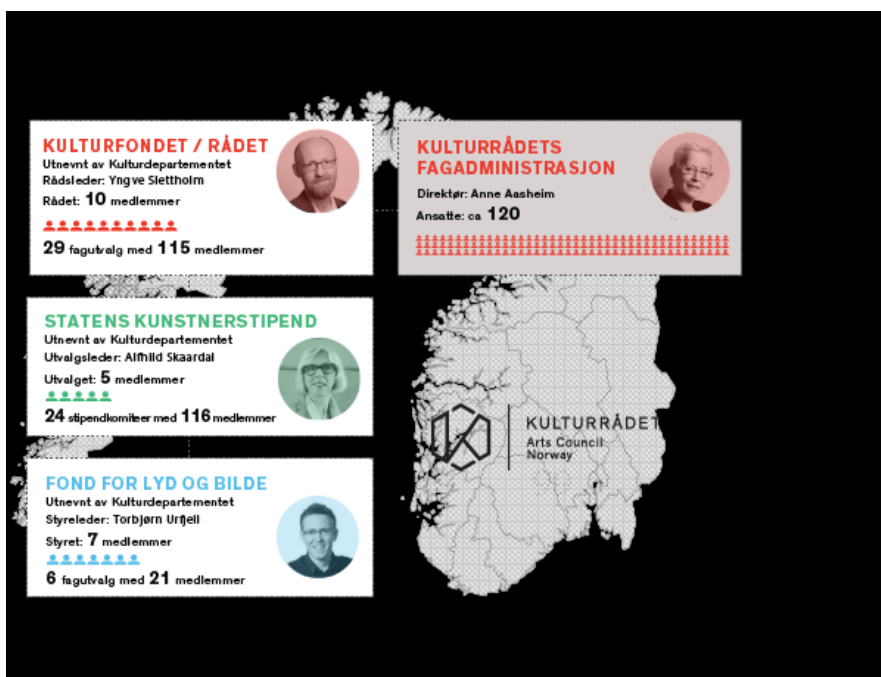 KULTURFONDET / RÅDET
Utnevnt av Kulturdepartementet
Rådsleder: Yngve Slettholm
Rådet: 10 medlemmer
29 fagutvalg med 115 medlemmer
KULTURRÅDETS
FAGADMINISTRASJON
Direktør: Anne Aasheim
Ansatte: ca 120
STATENS KUNSTNERSTIPEND
Utnevnt av Kulturdepartementet
Utvalgsleder: Alfhild Skaardal
Utvalget: 5 medlemmer
24 stipendkomiteer med 116 medlemmer
KULTURRÅDET
Arts Council
Norway
FOND FOR LYD OG BILDE
Utnevnt av Kulturdepartementet
Styreleder: Torbjørn Urfjell
Styret: 7 medlemmer
6 fagutvalg med 21 medlemmer